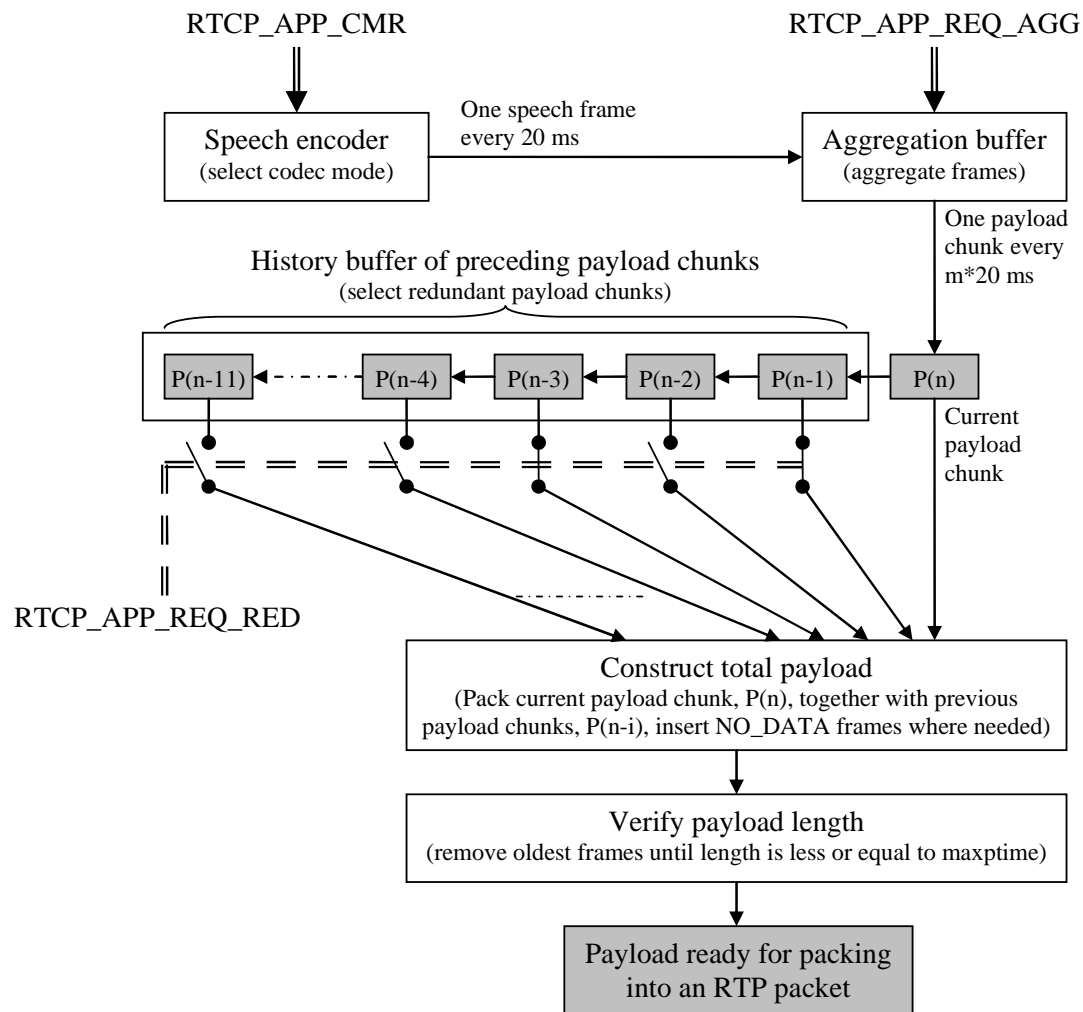 RTCP_APP_CMR
RTCP_APP_REQ_AGG
Speech encoder
(select codec mode)
One speech frame
every 20 ms
Aggregation buffer
(aggregate frames)
One payload
chunk every
m*20 ms
History buffer of preceding payload chunks
(select redundant payload chunks)
P(n-11)
P(n-4)
P(n-3)
P(n-2)
P(n-1)
P(n)
Current
payload
chunk
RTCP_APP_REQ_RED
Construct total payload
(Pack current payload chunk, P(n), together with previous
payload chunks, P(n-i), insert NO_DATA frames where needed)
Verify payload length
(remove oldest frames until length is less or equal to maxptime)
Payload ready for packing
into an RTP packet